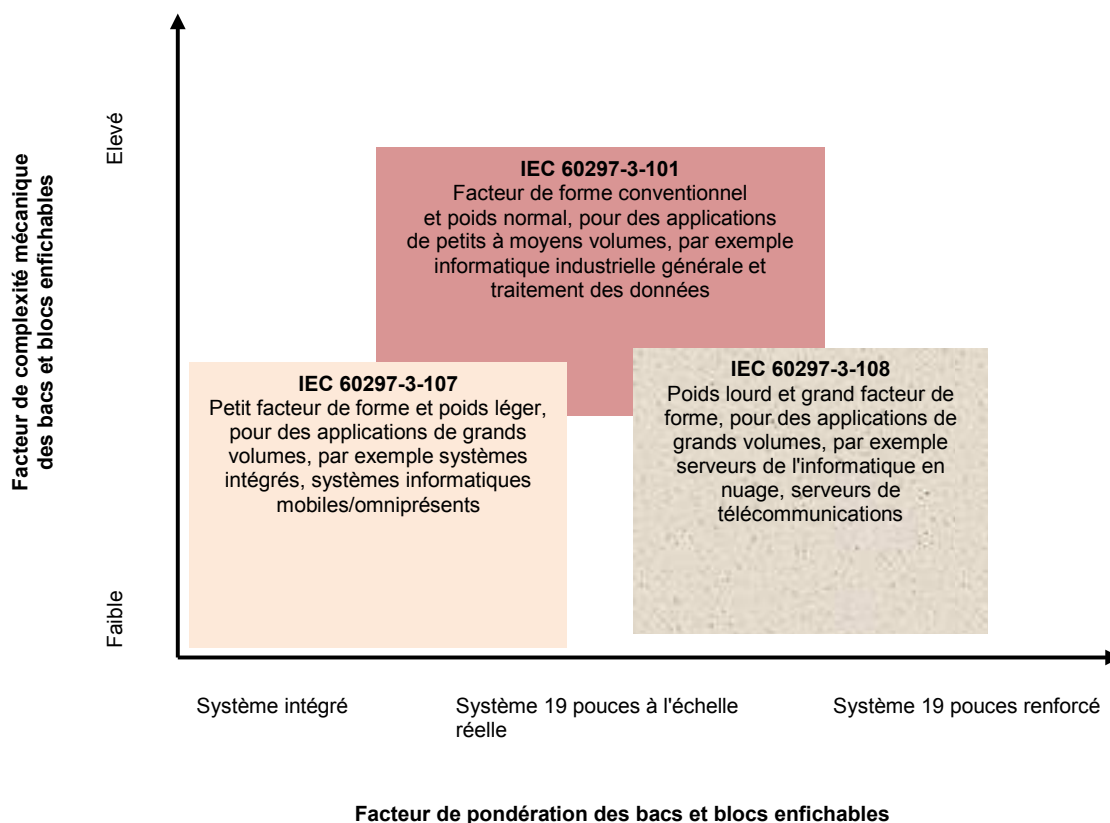 Facteur de complexité mécanique
des bacs et blocs enfichables
Elevé
Faible
IEC 60297-3-101
Facteur de forme conventionnel
et poids normal, pour des applications
de petits à moyens volumes, par exemple
informatique industrielle générale et
traitement des données
IEC 60297-3-107
Petit facteur de forme et poids léger,
pour des applications de grands
volumes, par exemple systèmes
intégrés, systèmes informatiques
mobiles/omniprésents
IEC 60297-3-108
Poids lourd et grand facteur de
forme, pour des applications de
grands volumes, par exemple
serveurs de l'informatique en
nuage, serveurs de
télécommunications
Système intégré
Système 19 pouces à l'échelle
réelle
Système 19 pouces renforcé
Facteur de pondération des bacs et blocs enfichables